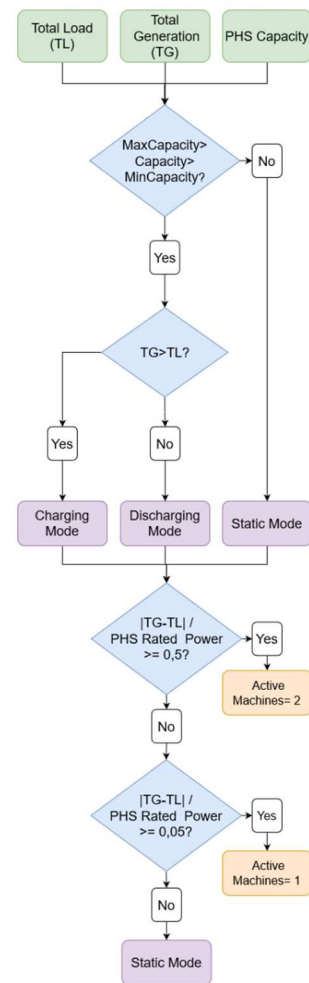 Total Load
(TL)
Total
Generation
(TG)
PHS Capacity
MaxCapacity>
Capacity>
MinCapacity?
No
Yes
TG>TL?
Yes
No
Charging
Mode
Discharging
Mode
Static Mode
|TG-TL| /
PHS Rated Power
>= 0,5?
Yes
Active
Machines= 2
No
|TG-TL| /
PHS Rated Power
>= 0,05?
Yes
Active
Machines= 1
No
Static Mode